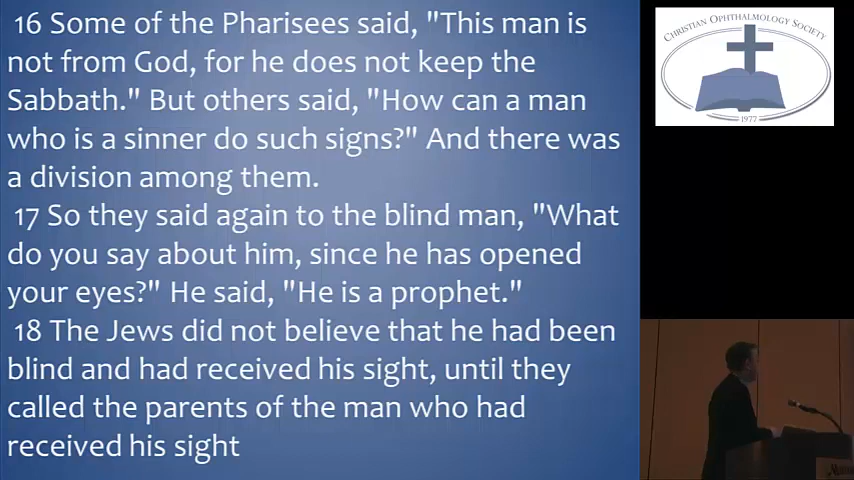 16 Some of the Pharisees said, "This man is
not from God, for he does not keep the
Sabbath." But others said, "How can a man
who is a sinner do such signs?" And there was
a division among them.
17 So they said again to the blind man, "What
do you say about him, since he has opened
your eyes?" He said, "He is a prophet."
18 The Jews did not believe that he had been
blind and had received his sight, until they
called the parents of the man who had
received his sight
CHRISTIAN OPHTHALMOLOGY SOCIETY
1977